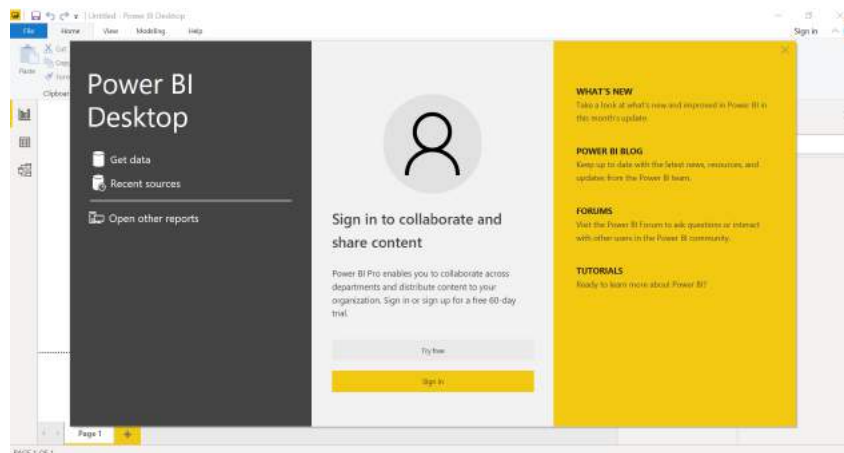 Untitled - Power BI Desktop
File Home View Modeling Help
Sign in
Paste
Cut
Clipboar
Power BI
Desktop
Get data
Recent sources
Open other reports
Sign in to collaborate and
share content
Power BI Pro enables you to collaborate across
departments and distribute content to your
organization. Sign in or sign up for a free 60-day
trial.
Try free
Sign in
WHAT'S NEW
Take a look at what's new and improved in Power BI in
this month's update.
POWER BI BLOG
Keep up to date with the latest news, resources, and
updates from the Power BI team.
FORUMS
Visit the Power BI Forum to ask questions or interact
with other users in the Power BI community.
TUTORIALS
Ready to learn more about Power BI?
Page 1
PAGE 1 OF 1